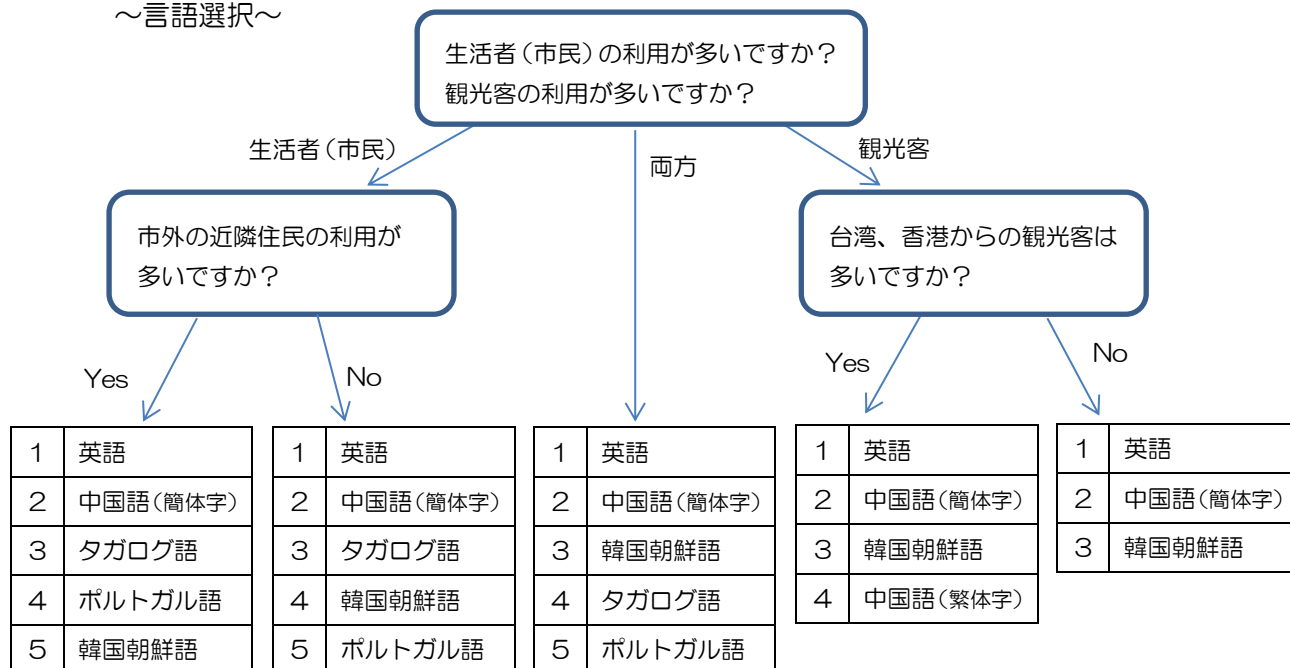 ～言語選択～
生活者（市民）の利用が多いですか？
観光客の利用が多いですか？
生活者（市民）
両方
観光客
市外の近隣住民の利用が
多いですか？
台湾、香港からの観光客は
多いですか？
Yes
No
Yes
No
1 英語
2 中国語（簡体字）
3 タガログ語
4 ポルトガル語
5 韓国朝鮮語
1 英語
2 中国語（簡体字）
3 タガログ語
4 韓国朝鮮語
5 ポルトガル語
1 英語
2 中国語（簡体字）
3 韓国朝鮮語
4 タガログ語
5 ポルトガル語
1 英語
2 中国語（簡体字）
3 韓国朝鮮語
4 中国語（繁体字）
1 英語
2 中国語（簡体字）
3 韓国朝鮮語